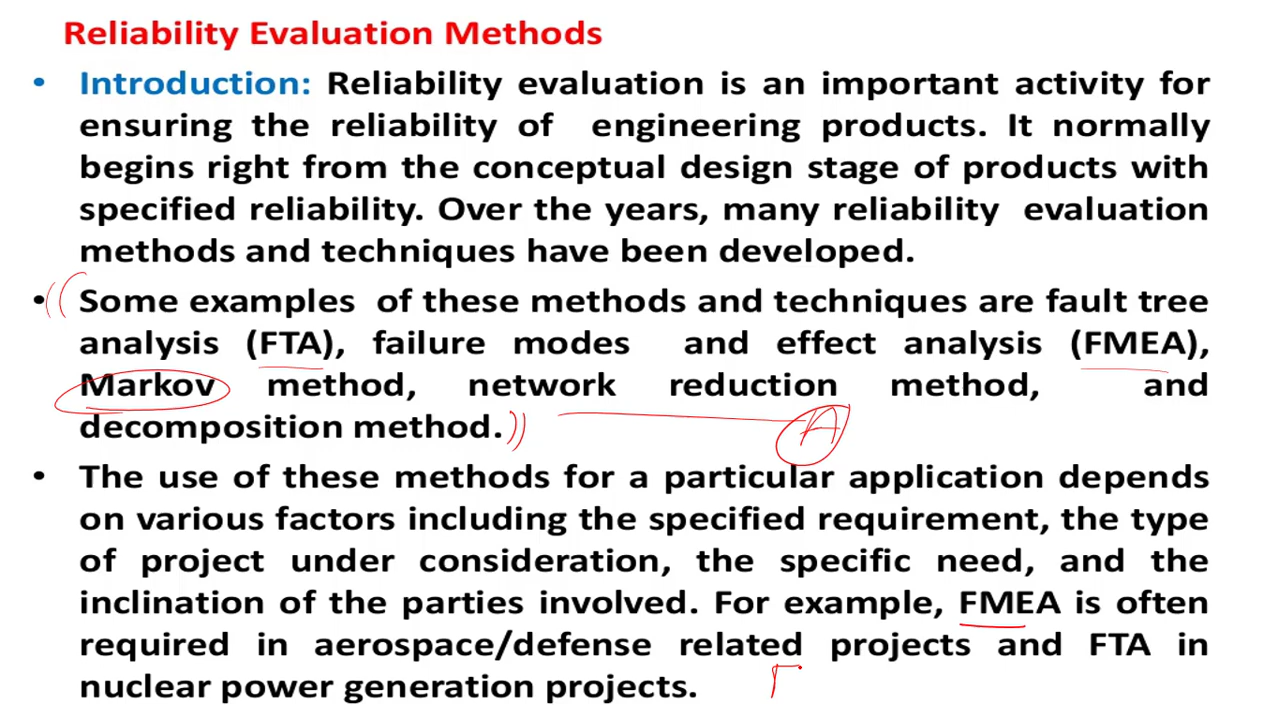 Reliability Evaluation Methods
• Introduction: Reliability evaluation is an important activity for
ensuring the reliability of engineering products. It normally
begins right from the conceptual design stage of products with
specified reliability. Over the years, many reliability evaluation
methods and techniques have been developed.
• Some examples of these methods and techniques are fault tree
analysis (FTA), failure modes and effect analysis (FMEA),
Markov method, network reduction method, and
decomposition method.
A
• The use of these methods for a particular application depends
on various factors including the specified requirement, the type
of project under consideration, the specific need, and the
inclination of the parties involved. For example, FMEA is often
required in aerospace/defense related projects and FTA in
nuclear power generation projects.